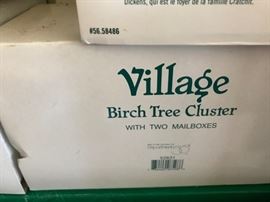 Dickens, qui est le foyer de la famille Cratchit.
#56.58486
Village
Birch Tree Cluster
WITH TWO MAILBOXES